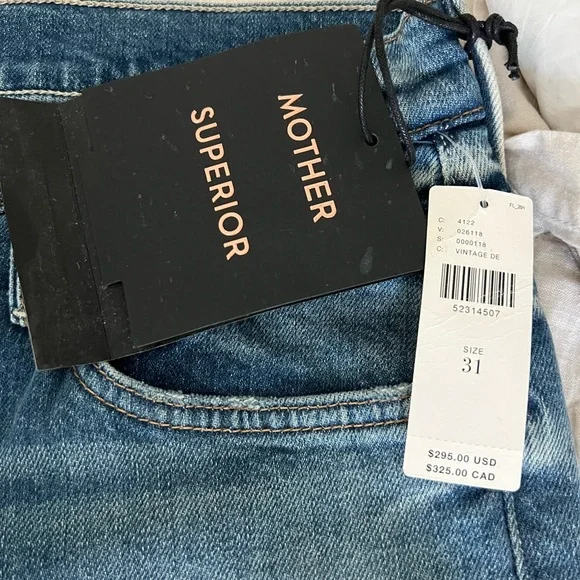 MOTHER
SUPERIOR
C: 4122
V: 026118
S: 0000118
C: VINTAGE DE
52314507
SIZE
31
$295.00 USD
$325.00 CAD